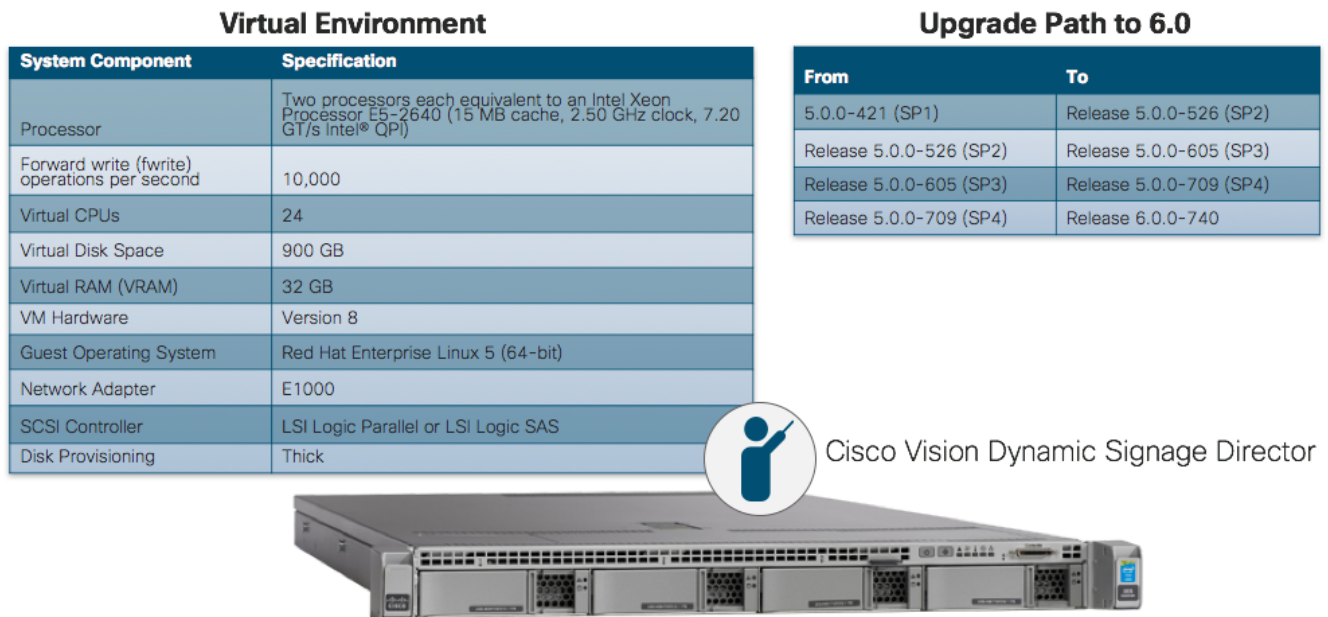 Virtual Environment
System Component Specification
Processor Two processors each equivalent to an Intel Xeon
Processor E5-2640 (15 MB cache, 2.50 GHz clock, 7.20
GT/s Intel® QPI)
Forward write (fwrite)
operations per second 10,000
Virtual CPUs 24
Virtual Disk Space 900 GB
Virtual RAM (VRAM) 32 GB
VM Hardware Version 8
Guest Operating System Red Hat Enterprise Linux 5 (64-bit)
Network Adapter E1000
SCSI Controller LSI Logic Parallel or LSI Logic SAS
Disk Provisioning Thick
Upgrade Path to 6.0
From To
5.0.0-421 (SP1) Release 5.0.0-526 (SP2)
Release 5.0.0-526 (SP2) Release 5.0.0-605 (SP3)
Release 5.0.0-605 (SP3) Release 5.0.0-709 (SP4)
Release 5.0.0-709 (SP4) Release 6.0.0-740
Cisco Vision Dynamic Signage Director
CISCO